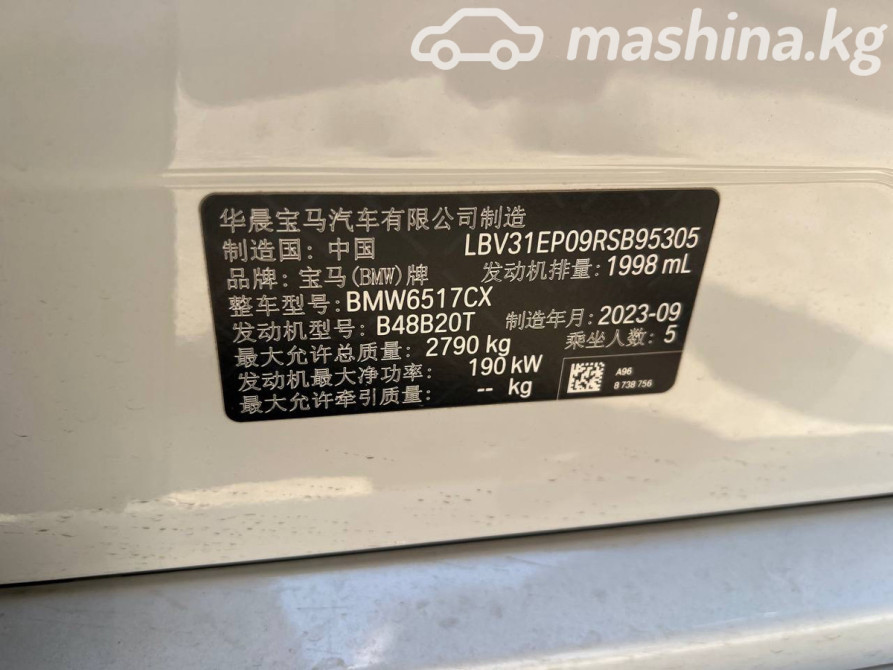 mashina.kg
华晨宝马汽车有限公司制造
制造国: 中国 LBV31EP09RSB95305
品牌: 宝马(BMW)牌 发动机排量: 1998 mL
整车型号: BMW6517CX
发动机型号: B48B20T 制造年月: 2023-09
最大允许总质量: 2790 kg 乘坐人数: 5
发动机最大净功率: 190 kW
最大允许牵引质量: -- kg
A96
8 738 756